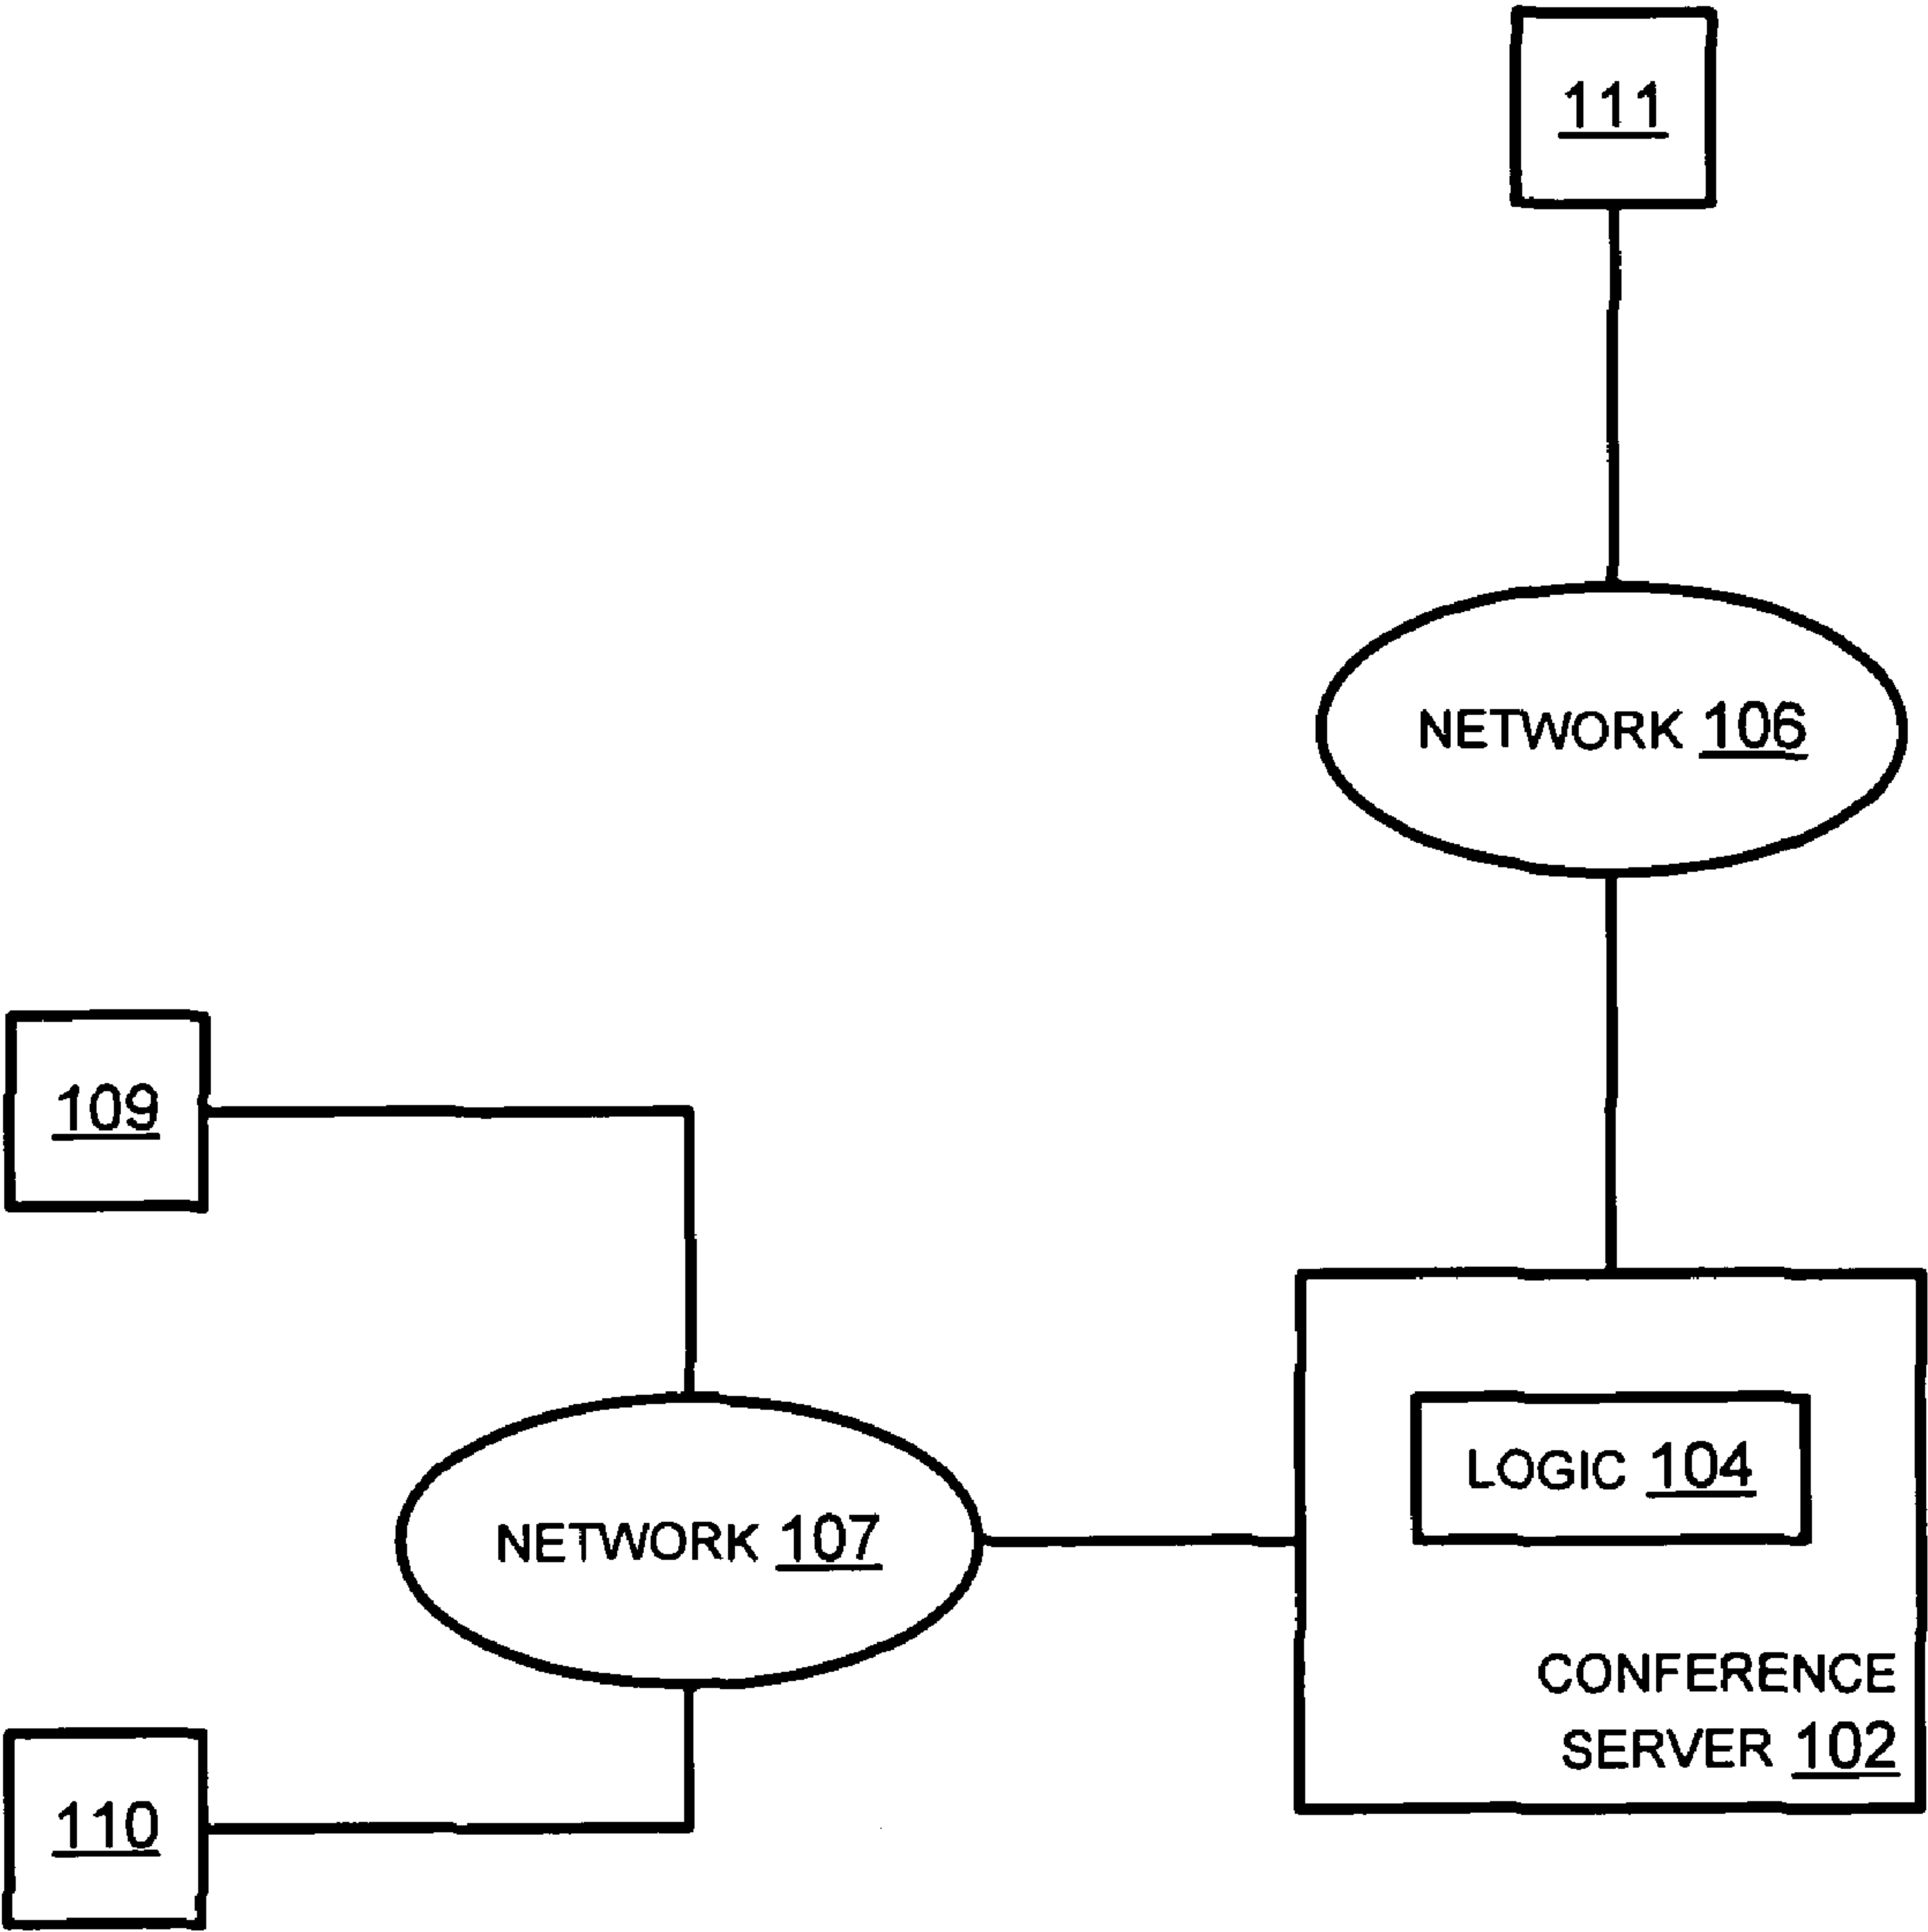 111
NETWORK 106
109
LOGIC 104
NETWORK 107
CONFERENCE
SERVER 102
110